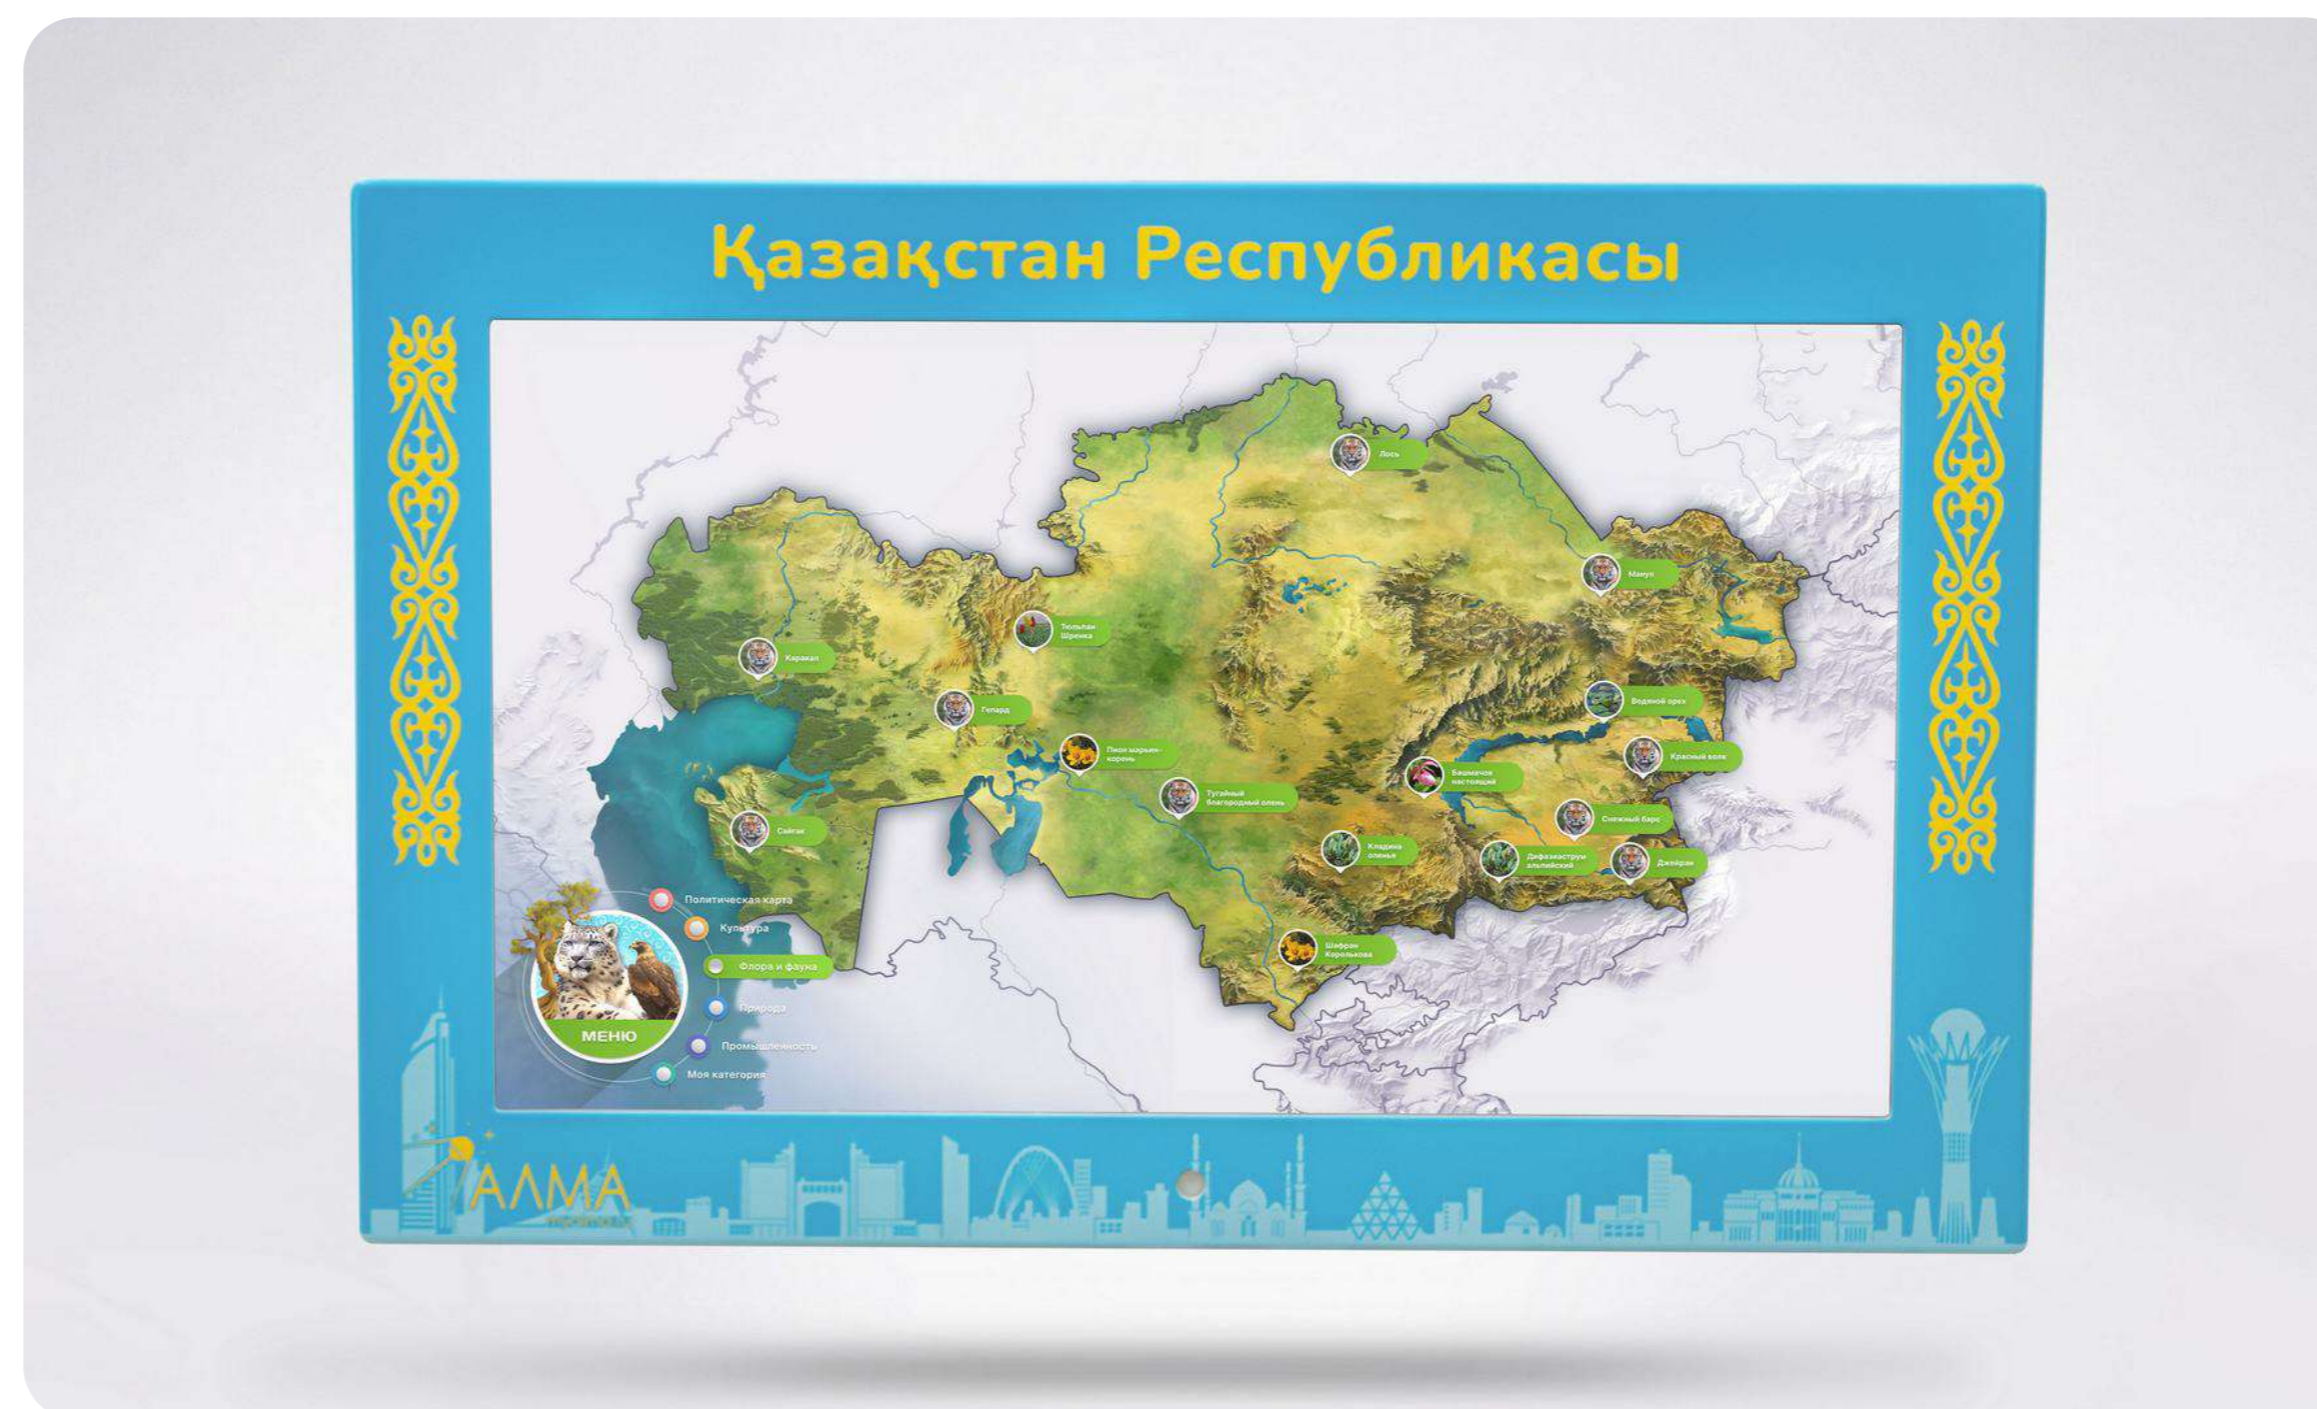 Қазақстан Республикасы
Лось
Манул
Тюльпан
Шренка
Каракал
Гепард
Водяной орех
Пион марьин-
корень
Красный волк
Башмачок
настоящий
Тугайный
благородный олень
Снежный барс
Сайгак
Кладина
оленья
Дифазиаструм
альпийский
Джейран
Политическая карта
Культура
Шафран
Королькова
Флора и фауна
Природа
МЕНЮ
Промышленность
Моя категория
АЛМА